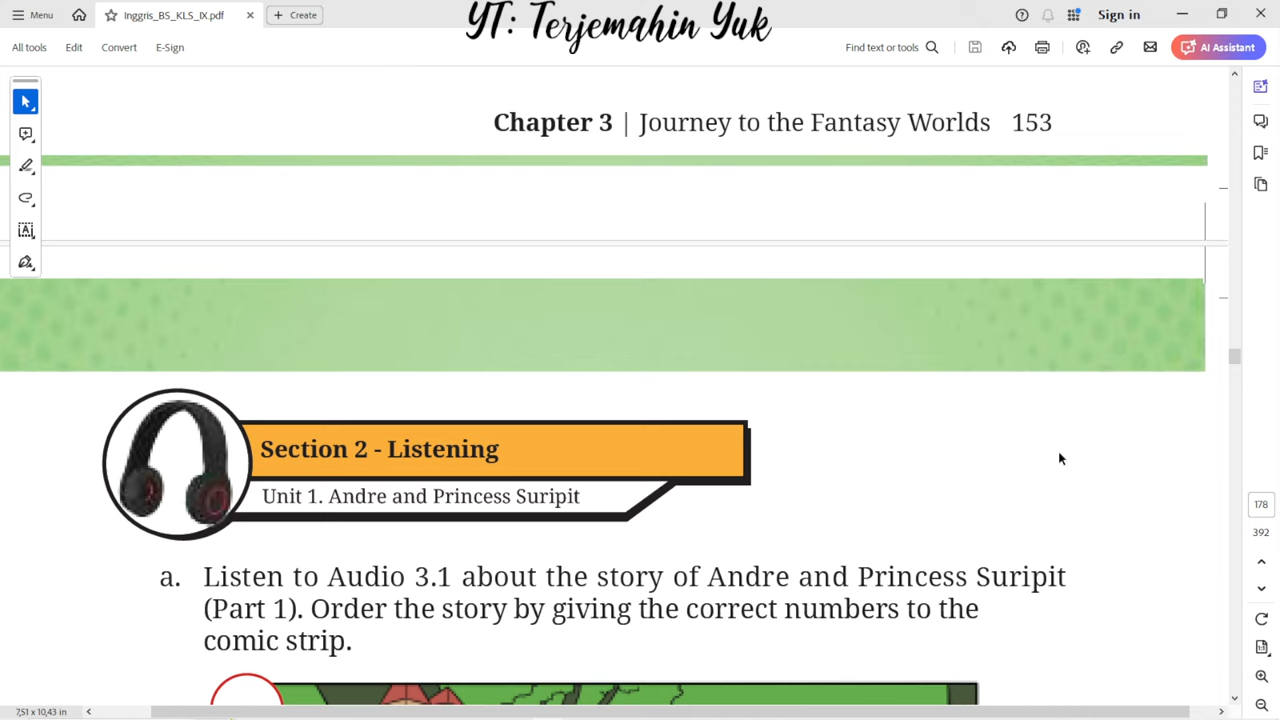 Menu
Inggris_BS_KLS_IX.pdf
Create
YT: Terjemahin Yuk
Sign in
All tools
Edit
Convert
E-Sign
Find text or tools
AI Assistant
Chapter 3 | Journey to the Fantasy Worlds 153
Section 2 - Listening
Unit 1. Andre and Princess Suripit
a. Listen to Audio 3.1 about the story of Andre and Princess Suripit
(Part 1). Order the story by giving the correct numbers to the
comic strip.
178
392
7,51 x 10,43 in